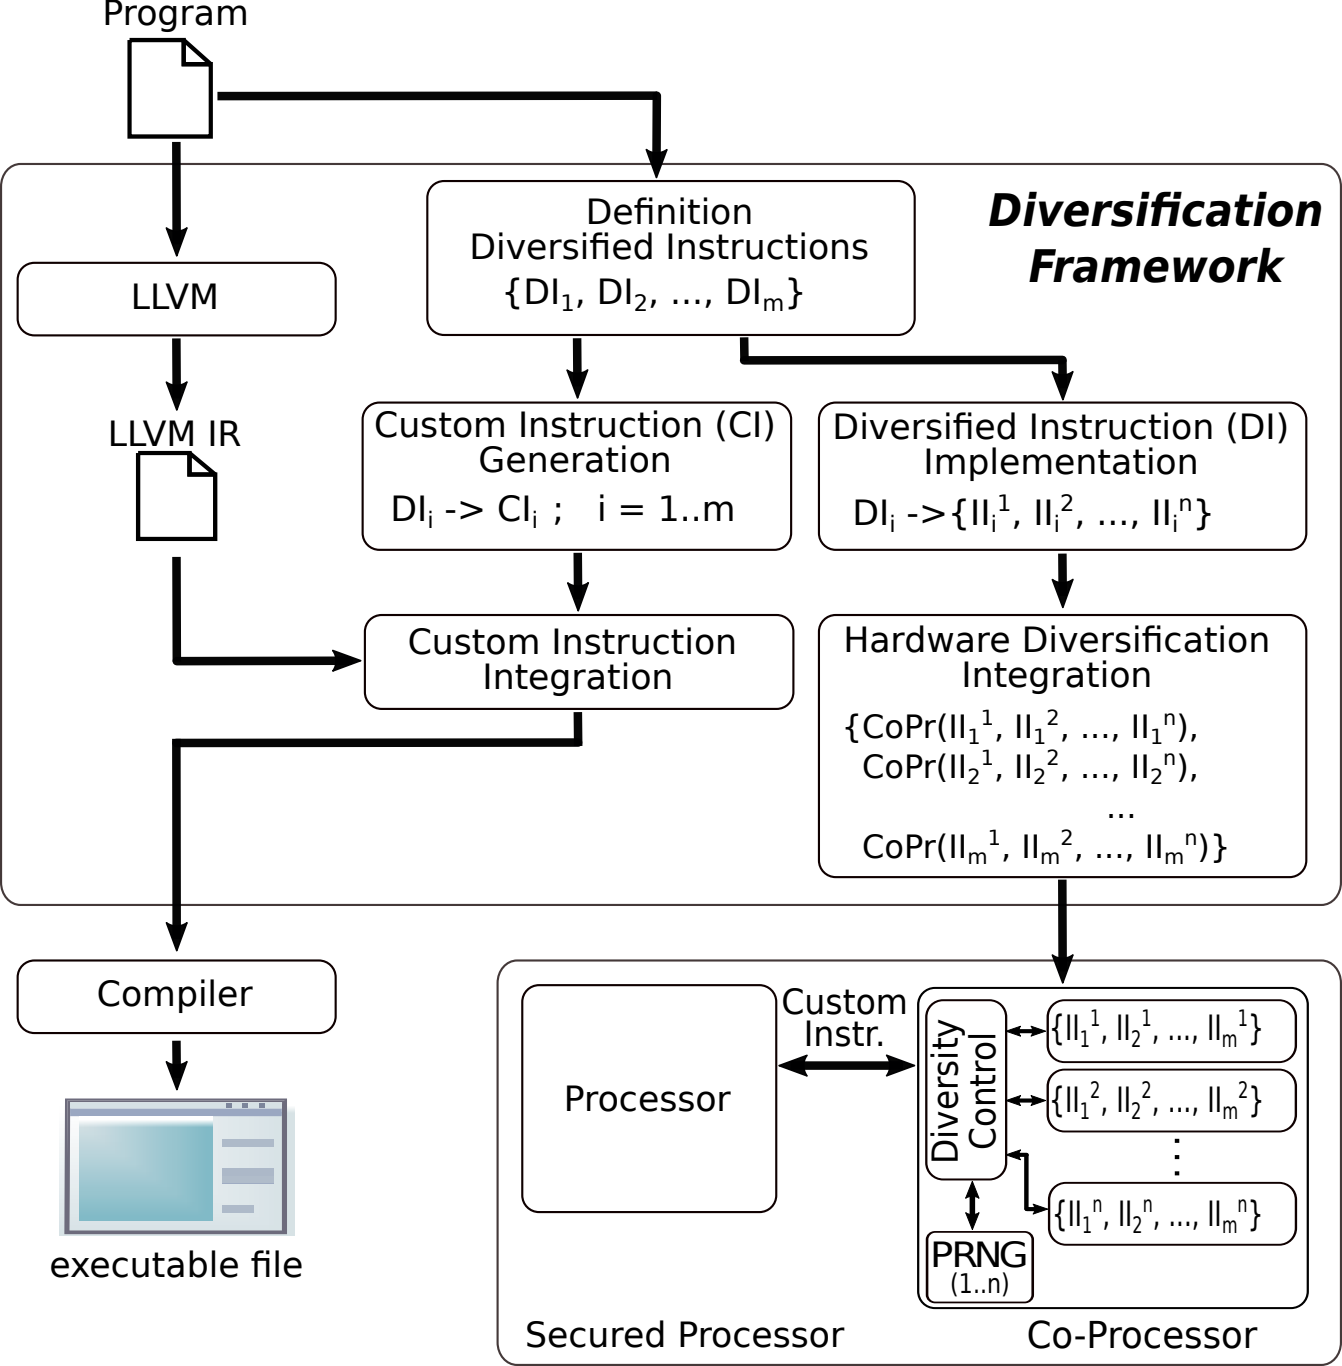 Program
Diversification
Framework
Definition
Diversified Instructions
{DI₁, DI₂, ..., DIₘ}
LLVM
LLVM IR
Custom Instruction (CI)
Generation
DIᵢ -> CIᵢ ; i = 1..m
Diversified Instruction (DI)
Implementation
DIᵢ ->{IIᵢ¹, IIᵢ², ..., IIᵢⁿ}
Custom Instruction
Integration
Hardware Diversification
Integration
{CoPr(II₁¹, II₁², ..., II₁ⁿ),
CoPr(II₂¹, II₂², ..., II₂ⁿ),
...
CoPr(IIₘ¹, IIₘ², ..., IIₘⁿ)}
Compiler
executable file
Processor
Custom
Instr.
Diversity
Control
{II₁¹, II₂¹, ..., IIₘ¹}
{II₁², II₂², ..., IIₘ²}
...
{II₁ⁿ, II₂ⁿ, ..., IIₘⁿ}
PRNG
(1..n)
Secured Processor
Co-Processor